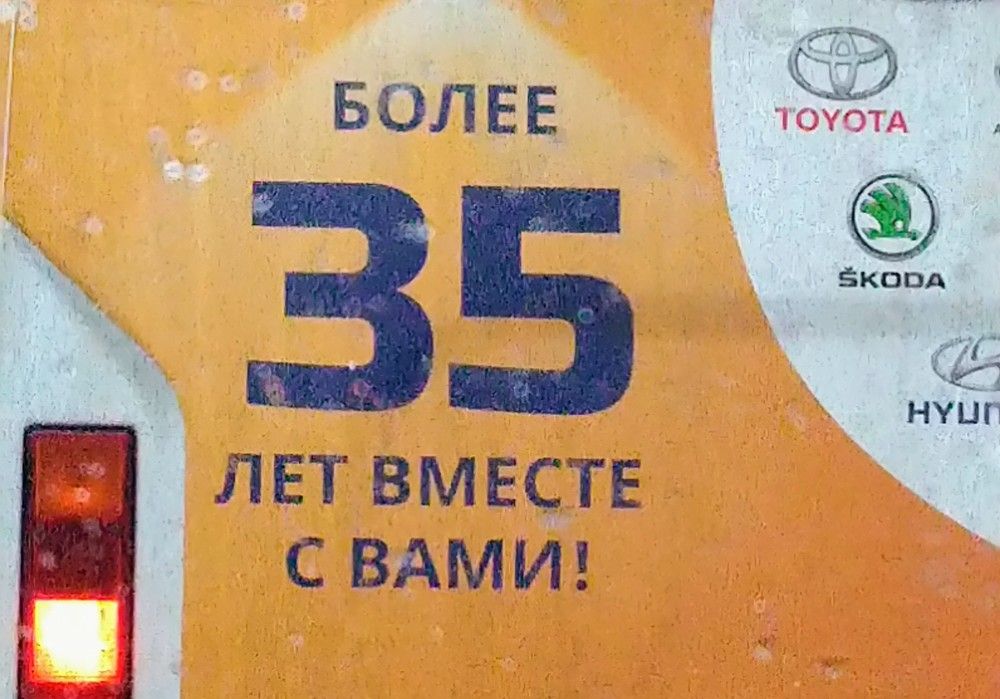 БОЛЕЕ
35
ЛЕТ ВМЕСТЕ
С ВАМИ!
TOYOTA
ŠKODA